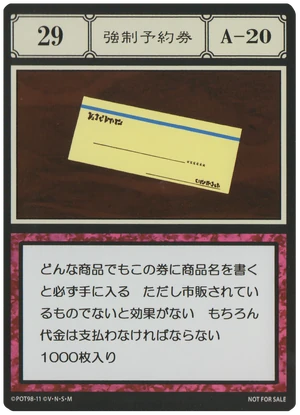 29 強制予約券 A-20
どんな商品でもこの券に商品名を書く
と必ず手に入る ただし市販されてい
るものでないと効果がない もちろん
代金は支払わなければならない
1000枚入り
©POT98-11 ©V・N・S・M
NOT FOR SALE